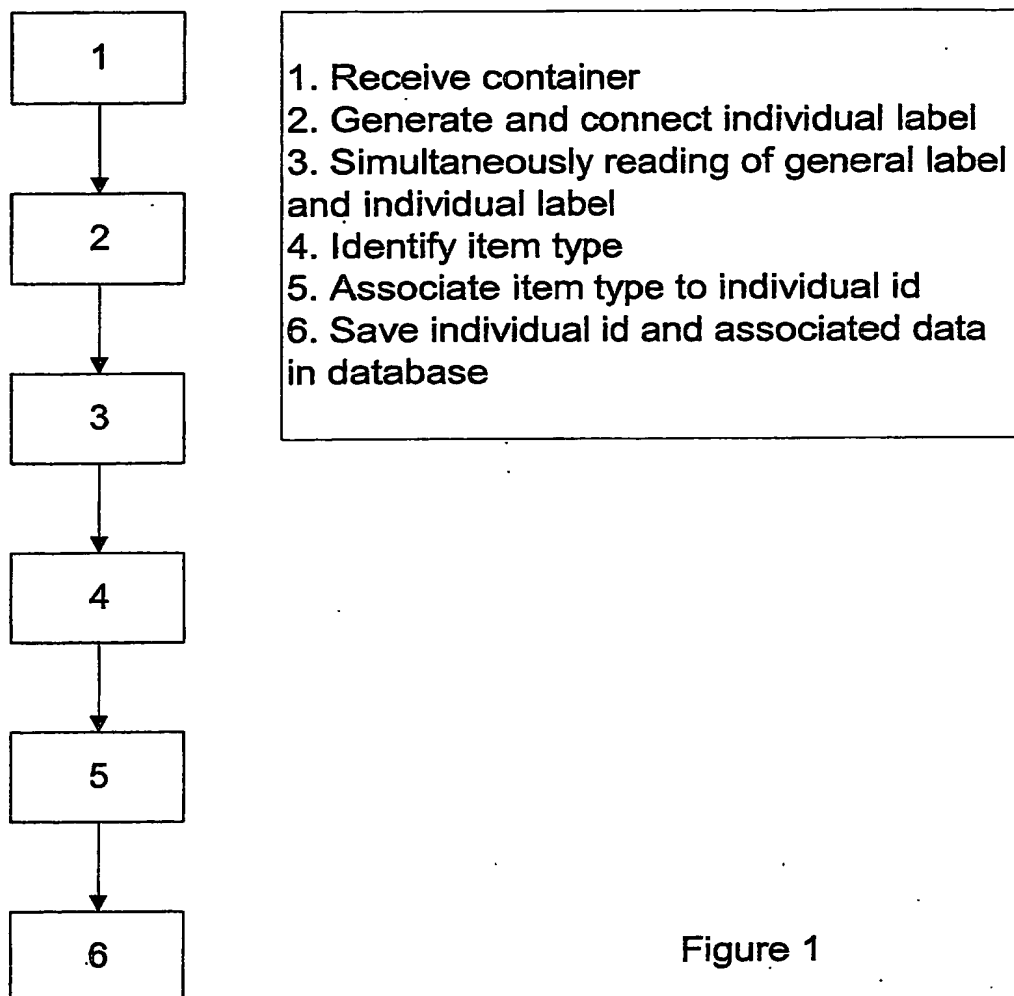 1
2
3
4
5
6
1. Receive container
2. Generate and connect individual label
3. Simultaneously reading of general label
and individual label
4. Identify item type
5. Associate item type to individual id
6. Save individual id and associated data
in database
Figure 1